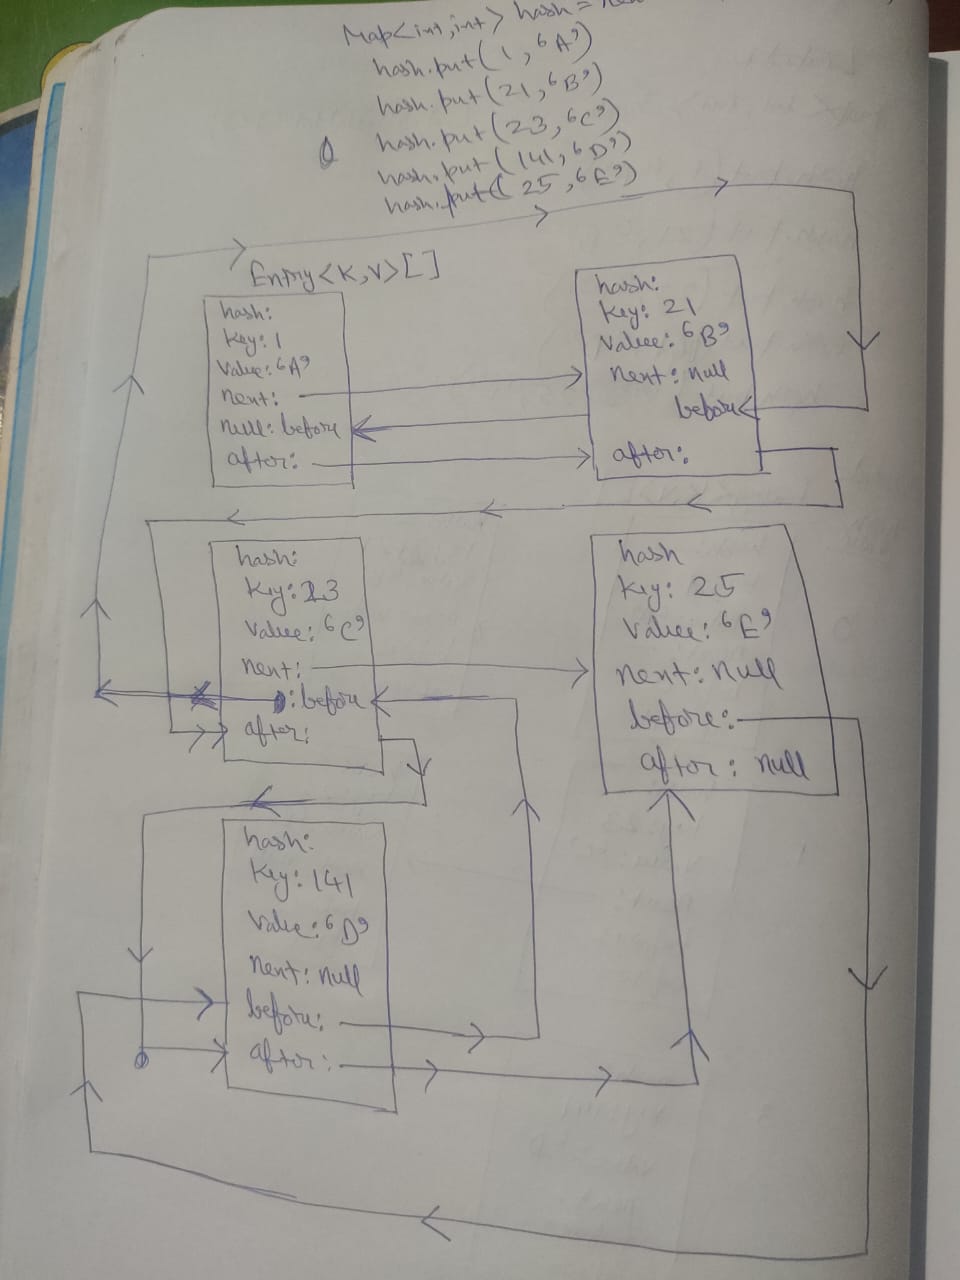 Map<int,int> hash = new
hash.put(1, 'A')
hash.put(21, 'B')
hash.put(23, 'C')
hash.put(141, 'D')
hash.put(25, 'E')
Entry<K,V>[]
hash:
key: 1
Value: 'A'
next:
null: before
after:
hash:
key: 21
Value: 'B'
next: null
before
after:
hash:
key: 23
Value: 'C'
next:
: before
after:
hash
key: 25
Value: 'E'
next: null
before:
after: null
hash:
key: 141
Value: 'D'
next: null
before:
after: